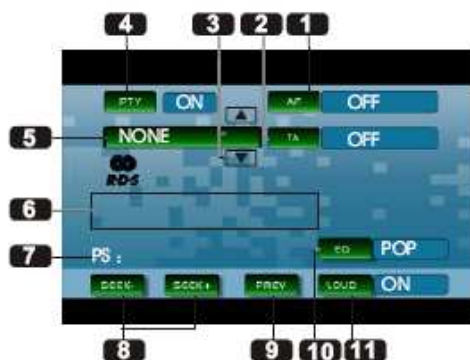 4 3 2 1
PTY ON AF OFF
5 NONE TA OFF
R·D·S
6
7 PS :
EQ POP
SEEK- SEEK+ PREV LOUD ON
8 9 10 11